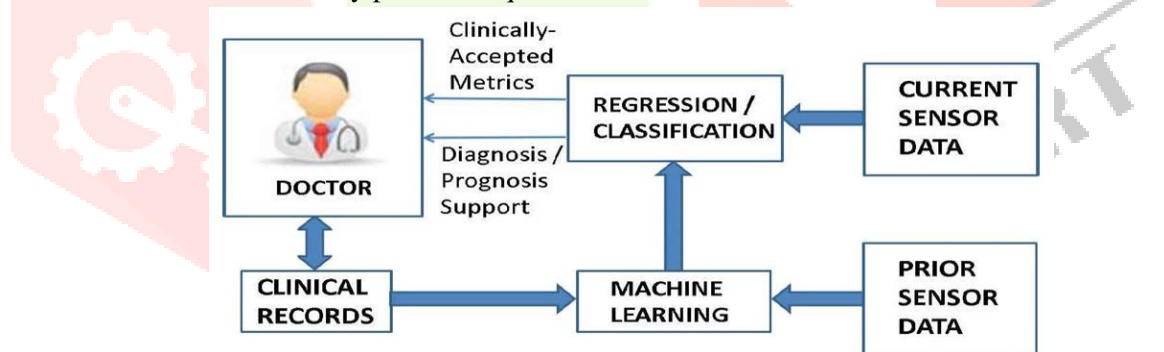 Clinically-
Accepted
Metrics
REGRESSION /
CLASSIFICATION
CURRENT
SENSOR
DATA
DOCTOR
Diagnosis /
Prognosis
Support
CLINICAL
RECORDS
MACHINE
LEARNING
PRIOR
SENSOR
DATA